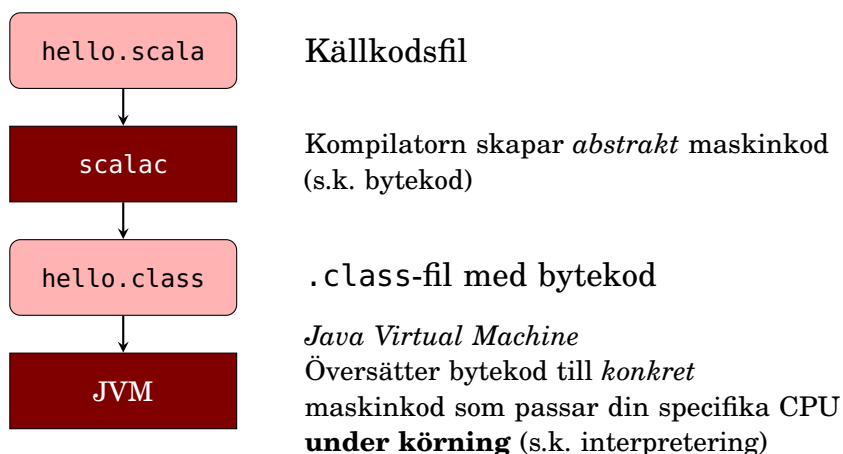 hello.scala
Källkodsfil
scalac
Kompilatorn skapar abstrakt maskinkod
(s.k. bytekod)
hello.class
.class-fil med bytekod
JVM
Java Virtual Machine
Översätter bytekod till konkret
maskinkod som passar din specifika CPU
under körning (s.k. interpretering)